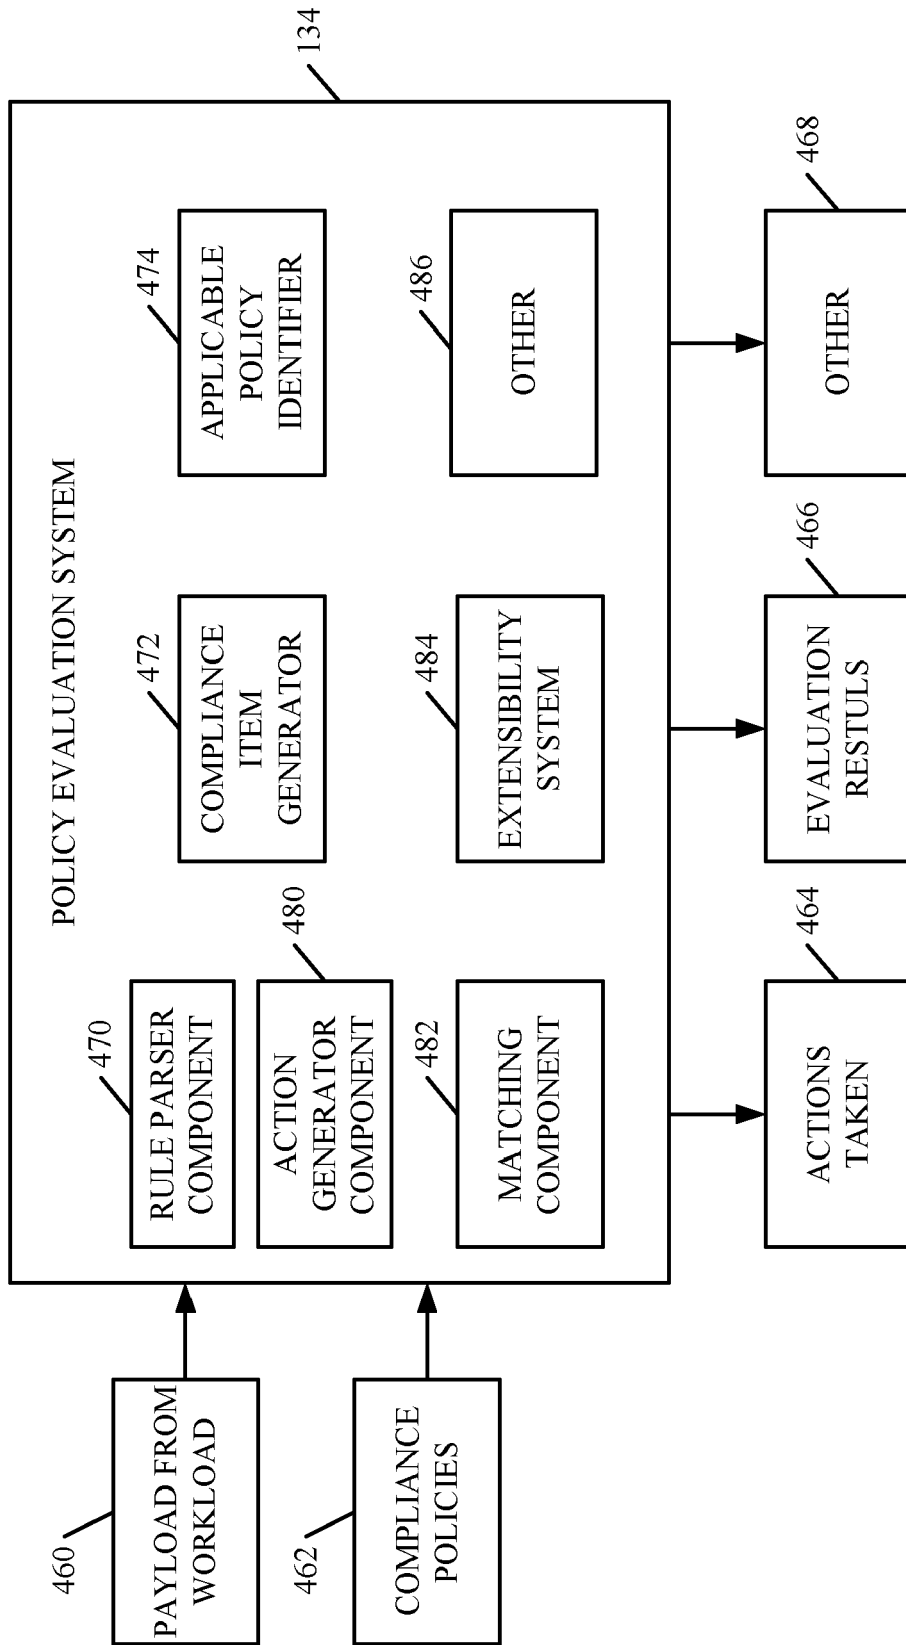 POLICY EVALUATION SYSTEM
134
460
PAYLOAD FROM
WORKLOAD
462
COMPLIANCE
POLICIES
470
RULE PARSER
COMPONENT
472
COMPLIANCE
ITEM
GENERATOR
474
APPLICABLE
POLICY
IDENTIFIER
480
ACTION
GENERATOR
COMPONENT
482
MATCHING
COMPONENT
484
EXTENSIBILITY
SYSTEM
486
OTHER
464
ACTIONS
TAKEN
466
EVALUATION
RESTULS
468
OTHER